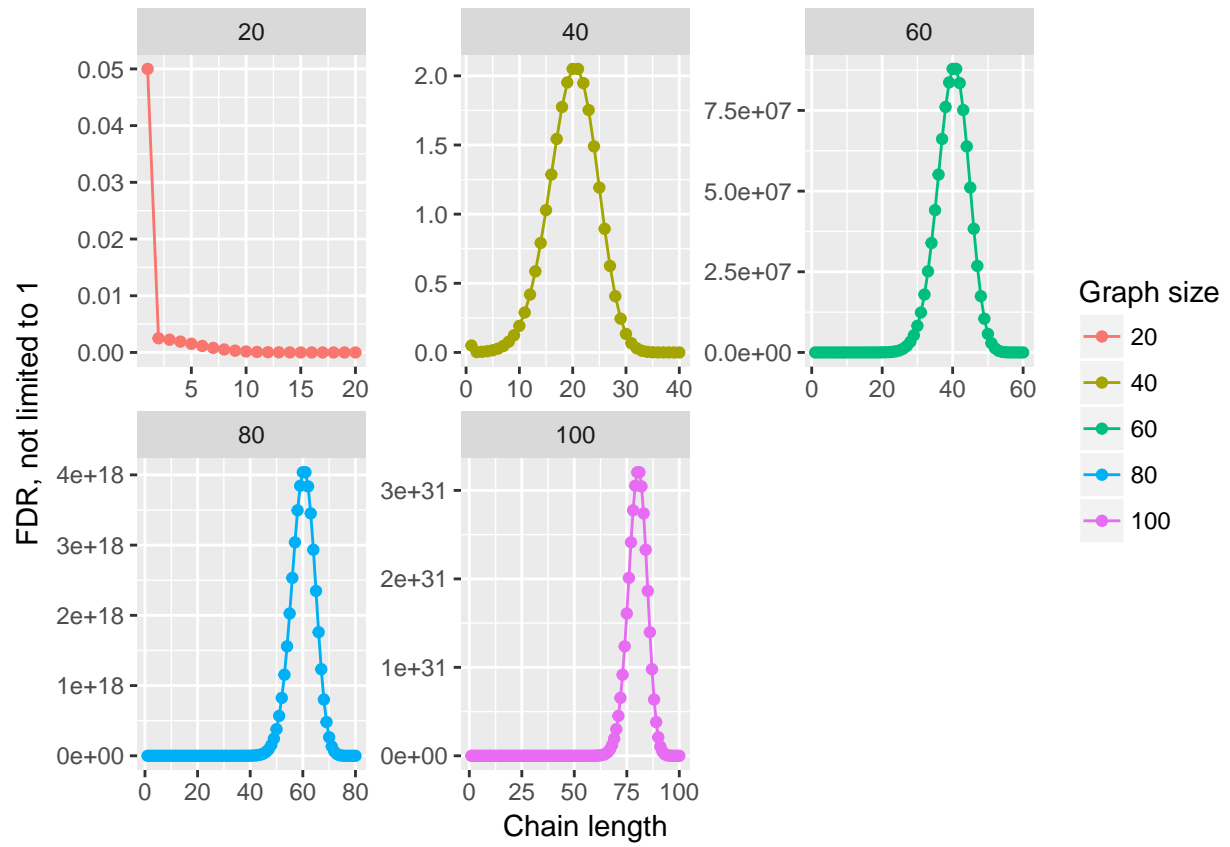 20
40
60
0.05
0.04
0.03
0.02
0.01
0.00
5
10
15
20
2.0
1.5
1.0
0.5
0.0
0
10
20
30
40
7.5e+07
5.0e+07
2.5e+07
0.0e+00
0
20
40
60
80
100
4e+18
3e+18
2e+18
1e+18
0e+00
0
20
40
60
80
3e+31
2e+31
1e+31
0e+00
0
25
50
75
100
Chain length
FDR, not limited to 1
Graph size
20
40
60
80
100